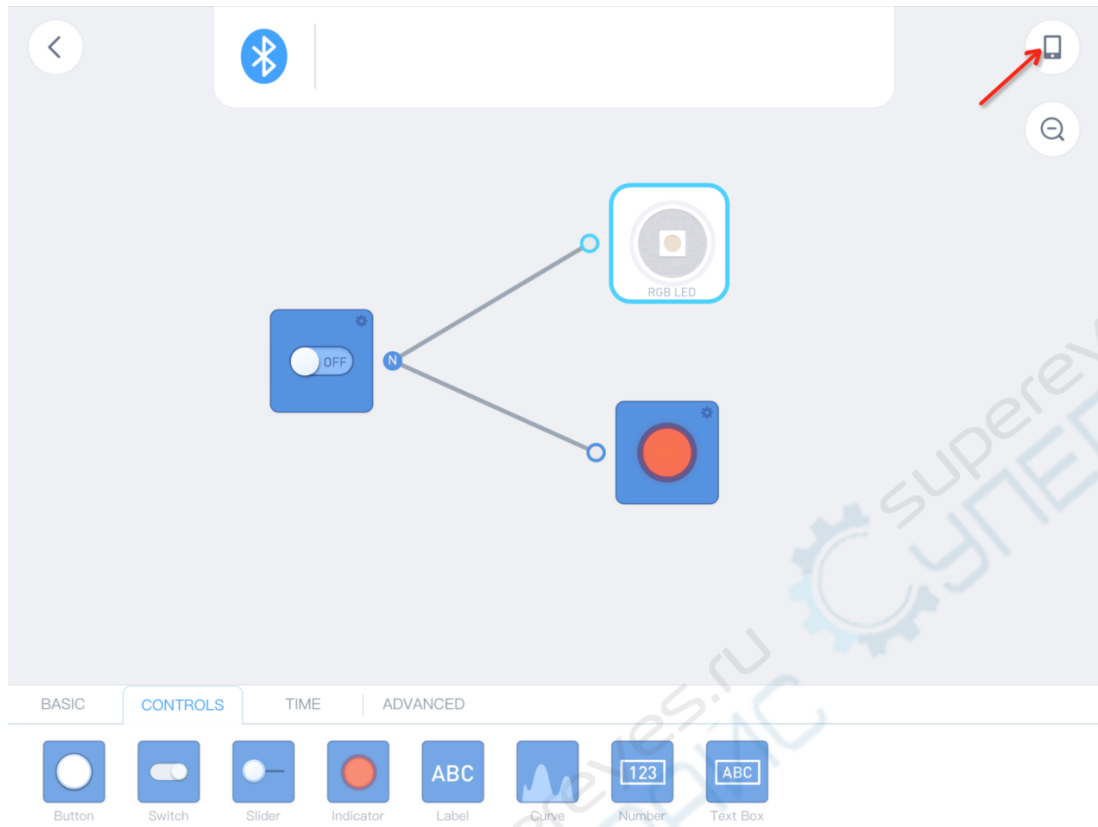 RGB LED
OFF
N
BASIC CONTROLS TIME ADVANCED
ABC 123 ABC
Button Switch Slider Indicator Label Curve Number Text Box
supereyes.ru